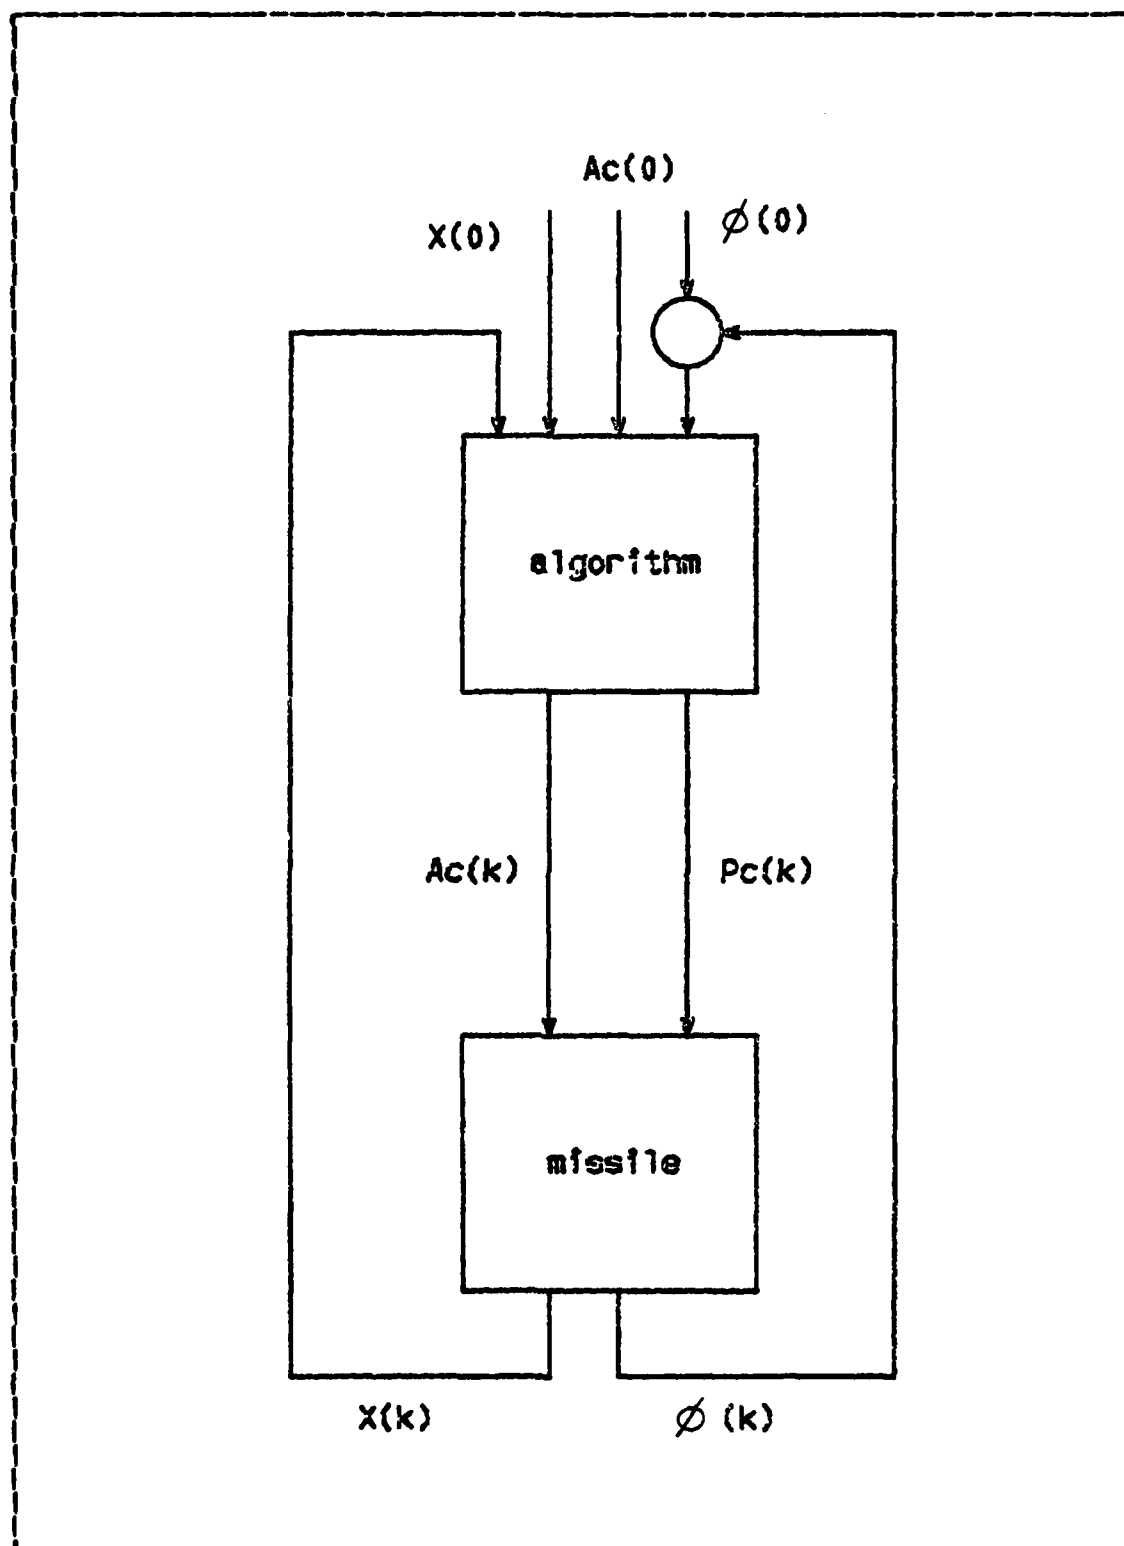 Ac(0)
X(0)
∅(0)
algorithm
Ac(k)
Pc(k)
missile
X(k)
∅ (k)